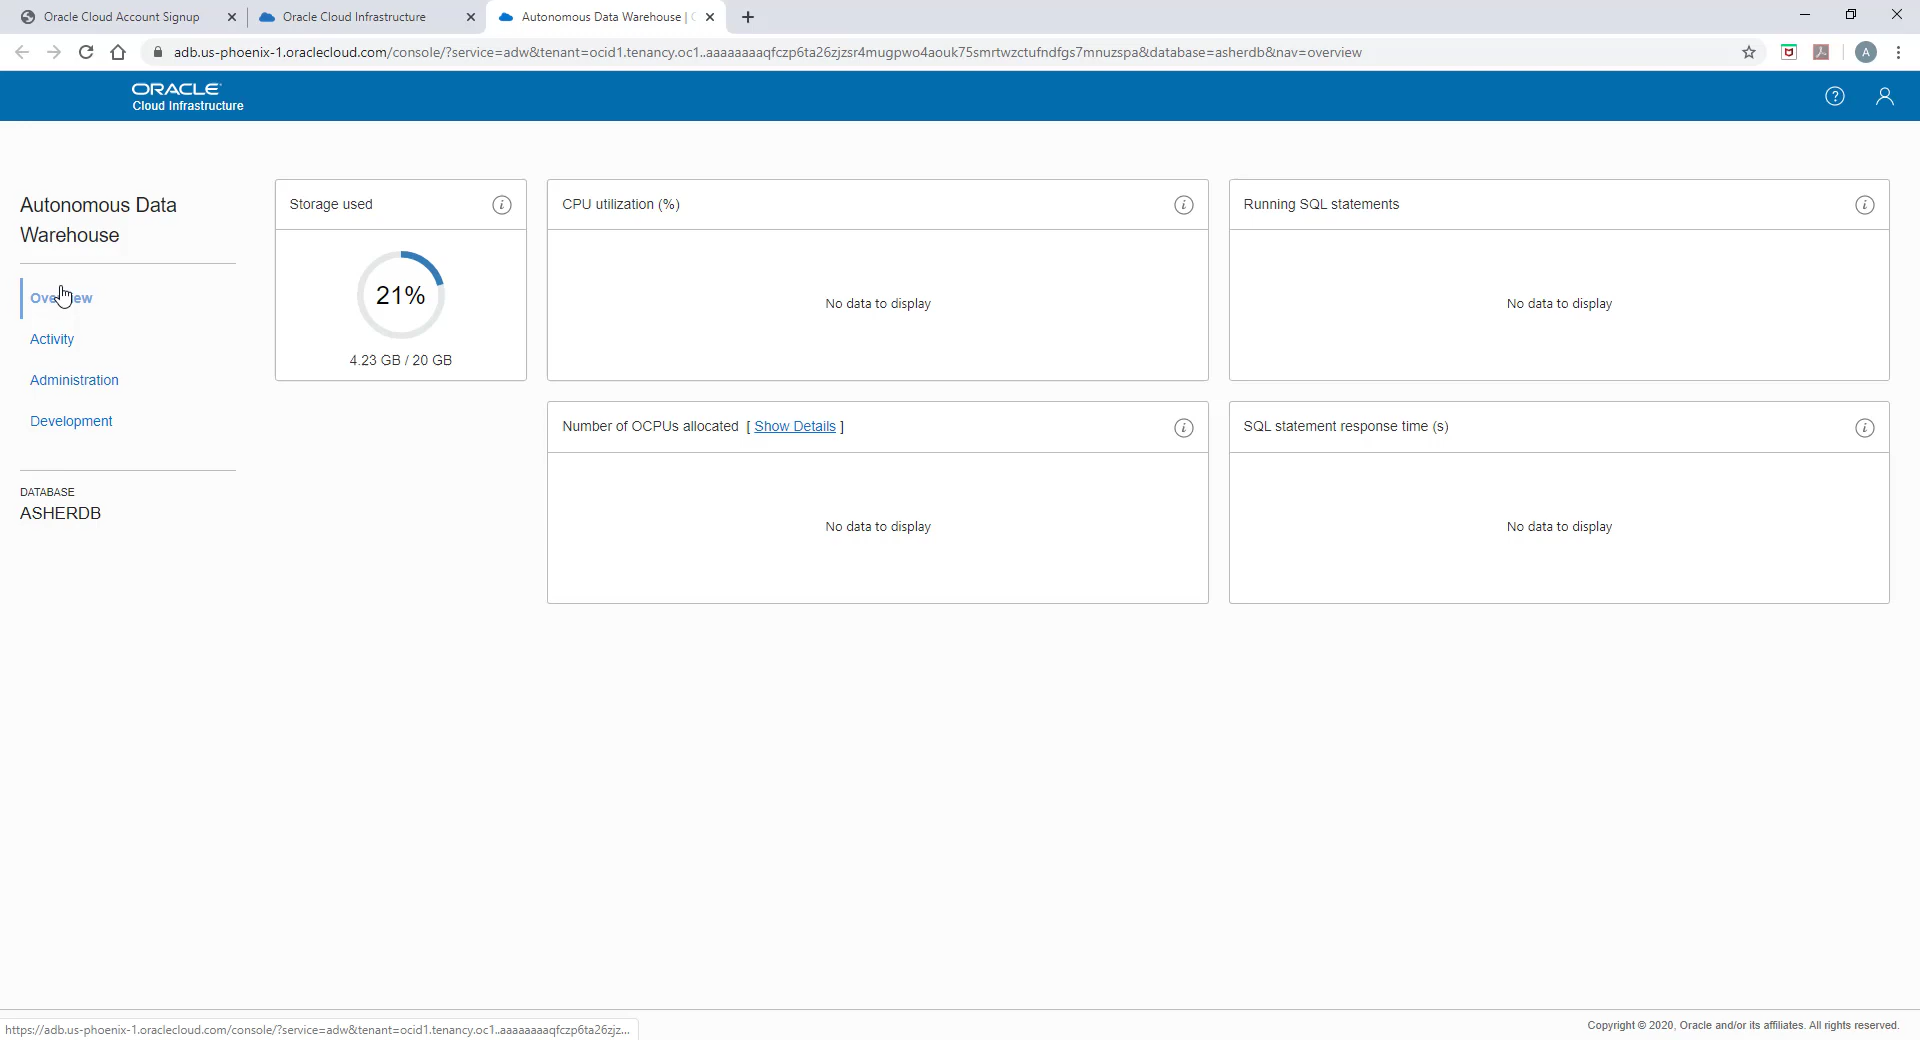 Oracle Cloud Account Signup
Oracle Cloud Infrastructure
Autonomous Data Warehouse |
adb.us-phoenix-1.oraclecloud.com/console/?service=adw&tenant=ocid1.tenancy.oc1..aaaaaaaaqfczp6ta26zjzsr4mugpwo4aouk75smrtwzctufndfgs7mnuzspa&database=asherdb&nav=overview
A
ORACLE
Cloud Infrastructure
Autonomous Data
Warehouse
Overview
Activity
Administration
Development
DATABASE
ASHERDB
Storage used
21%
4.23 GB / 20 GB
CPU utilization (%)
No data to display
Running SQL statements
No data to display
Number of OCPUs allocated [ Show Details ]
No data to display
SQL statement response time (s)
No data to display
https://adb.us-phoenix-1.oraclecloud.com/console/?service=adw&tenant=ocid1.tenancy.oc1..aaaaaaaaqfczp6ta26zjz...
Copyright © 2020, Oracle and/or its affiliates. All rights reserved.